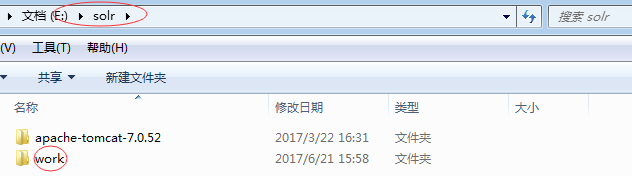 文档 (E:) ▸ solr ▸ 搜索 solr
(V) 工具(T) 帮助(H)
共享 新建文件夹
名称 修改日期 类型 大小
apache-tomcat-7.0.52 2017/3/22 16:31 文件夹
work 2017/6/21 15:58 文件夹